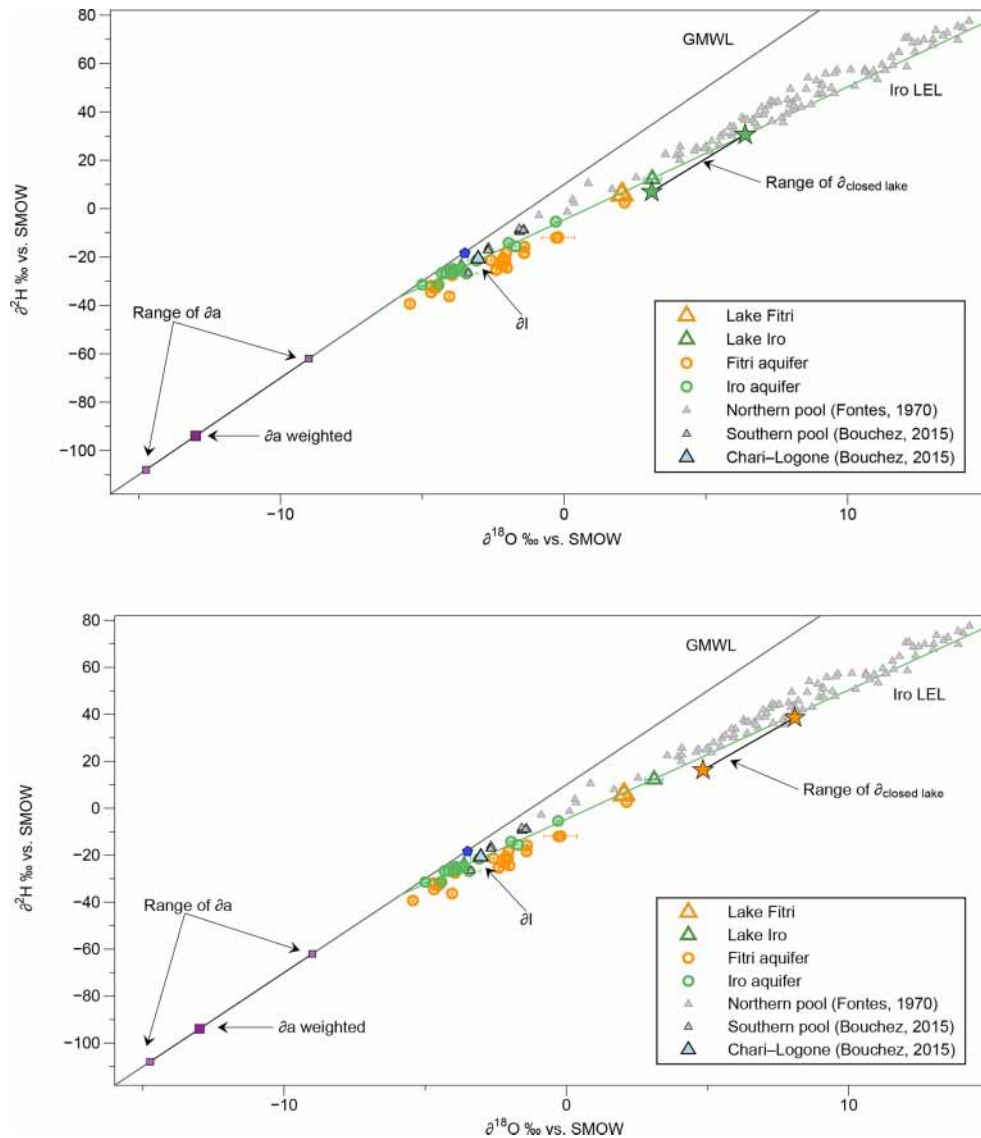 80
60
40
20
0
−20
−40
−60
−80
−100
∂²H ‰ vs. SMOW
GMWL
Iro LEL
Range of ∂closed lake
Range of ∂a
∂I
∂a weighted
Lake Fitri
Lake Iro
Fitri aquifer
Iro aquifer
Northern pool (Fontes, 1970)
Southern pool (Bouchez, 2015)
Chari–Logone (Bouchez, 2015)
−10
0
10
∂¹⁸O ‰ vs. SMOW
80
60
40
20
0
−20
−40
−60
−80
−100
∂²H ‰ vs. SMOW
GMWL
Iro LEL
Range of ∂closed lake
Range of ∂a
∂I
∂a weighted
Lake Fitri
Lake Iro
Fitri aquifer
Iro aquifer
Northern pool (Fontes, 1970)
Southern pool (Bouchez, 2015)
Chari–Logone (Bouchez, 2015)
−10
0
10
∂¹⁸O ‰ vs. SMOW